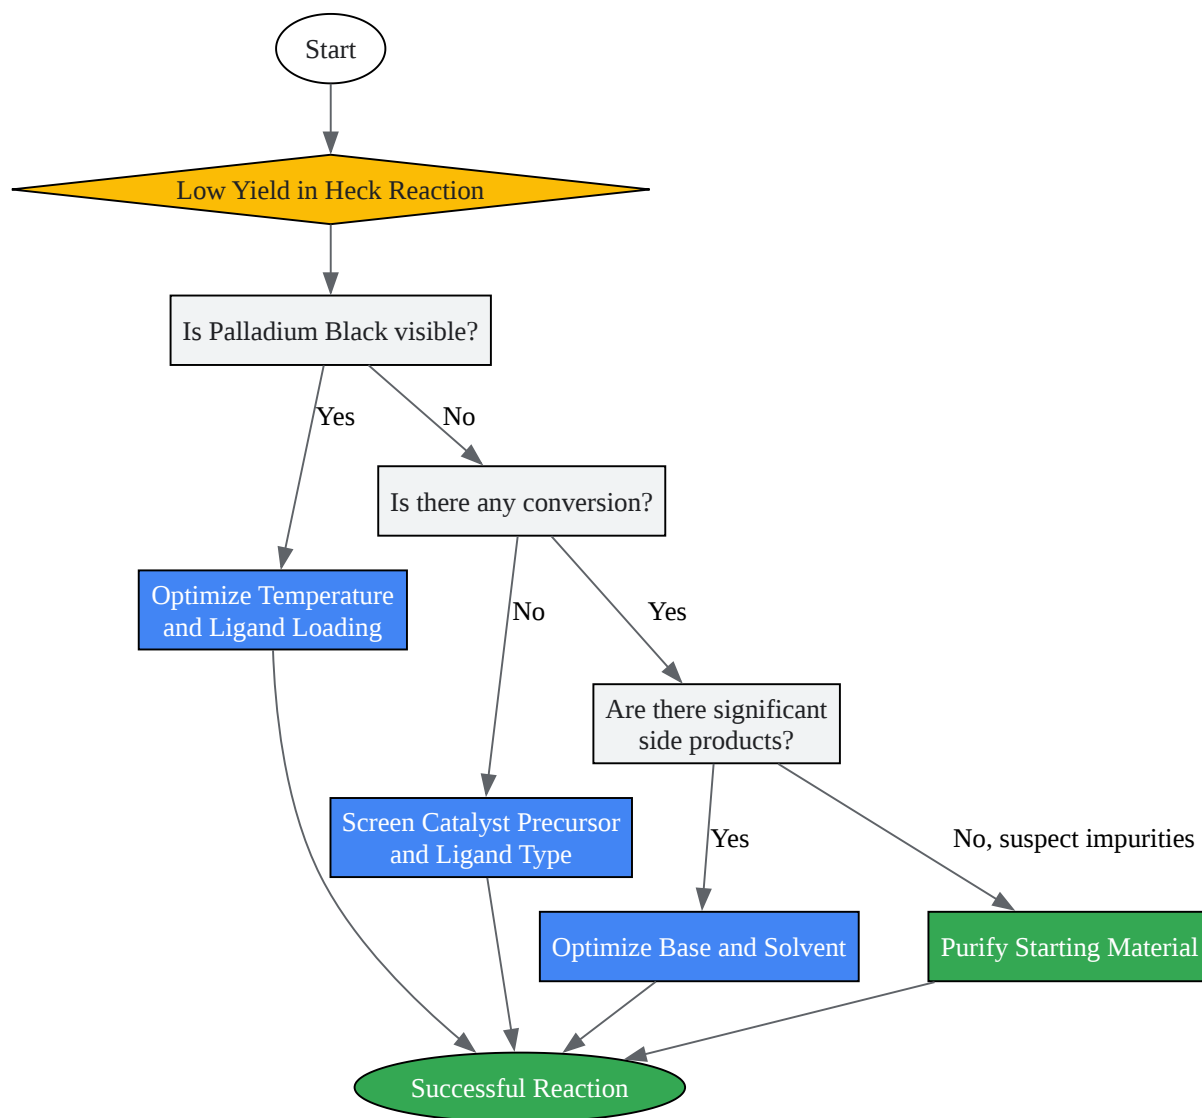 Start
Low Yield in Heck Reaction
Is Palladium Black visible?
Yes
No
Is there any conversion?
Optimize Temperature
and Ligand Loading
No
Yes
Are there significant
side products?
Screen Catalyst Precursor
and Ligand Type
Yes
No, suspect impurities
Optimize Base and Solvent
Purify Starting Material
Successful Reaction